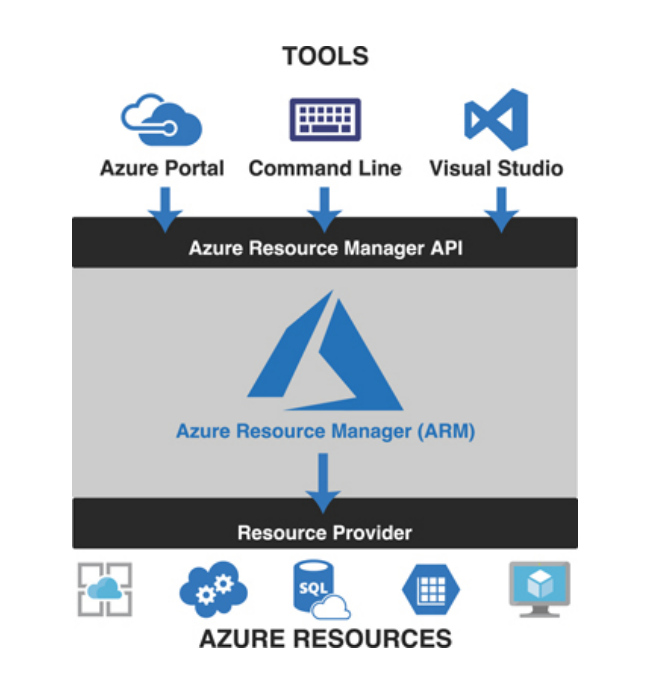 TOOLS
Azure Portal
Command Line
Visual Studio
Azure Resource Manager API
Azure Resource Manager (ARM)
Resource Provider
SQL
AZURE RESOURCES